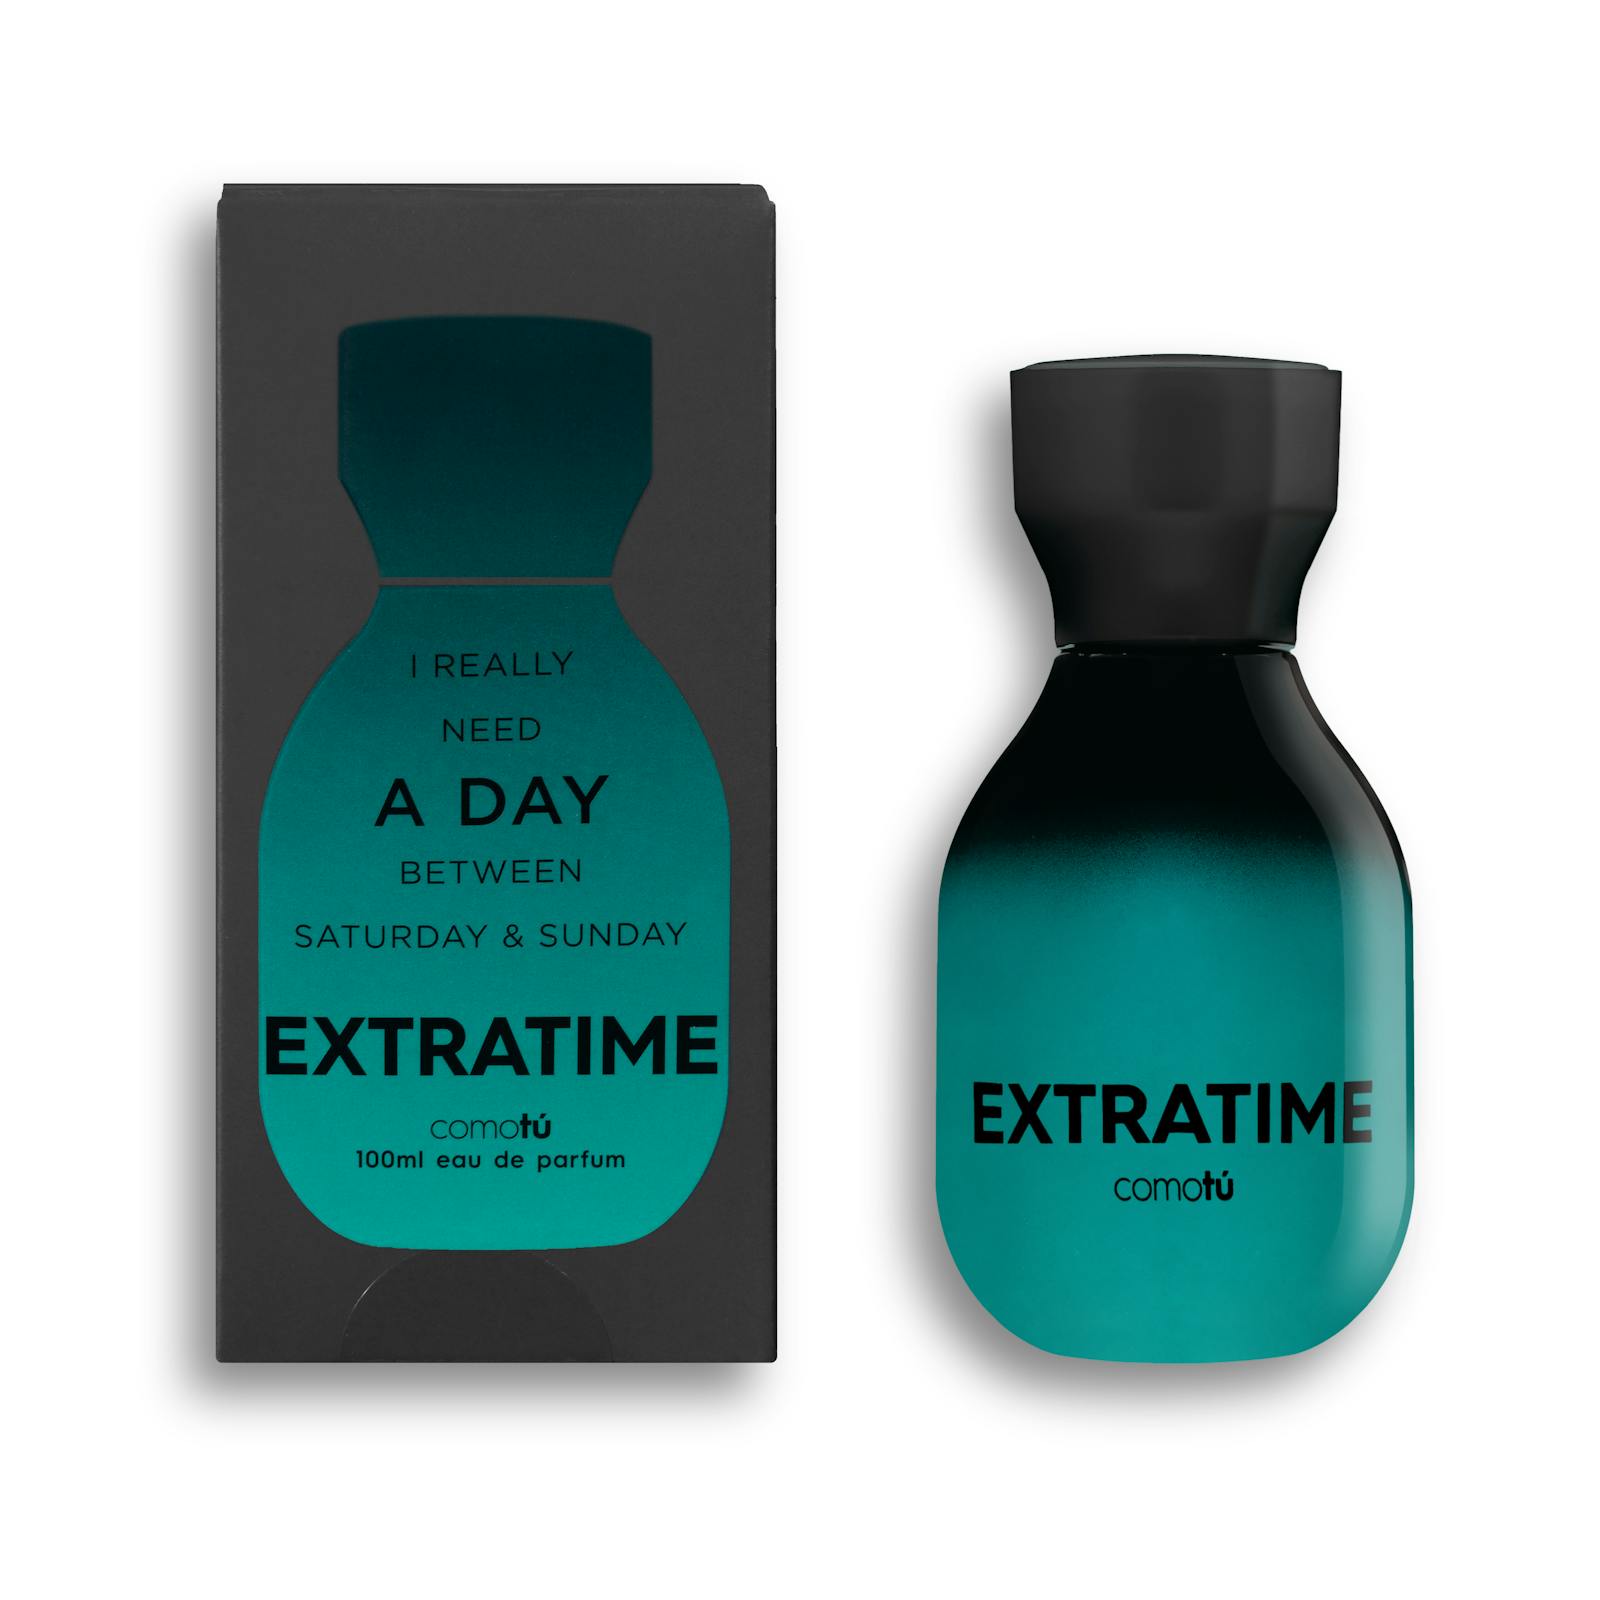 I REALLY
NEED
A DAY
BETWEEN
SATURDAY & SUNDAY
EXTRATIME
comotú
100ml eau de parfum
EXTRATIME
comotú